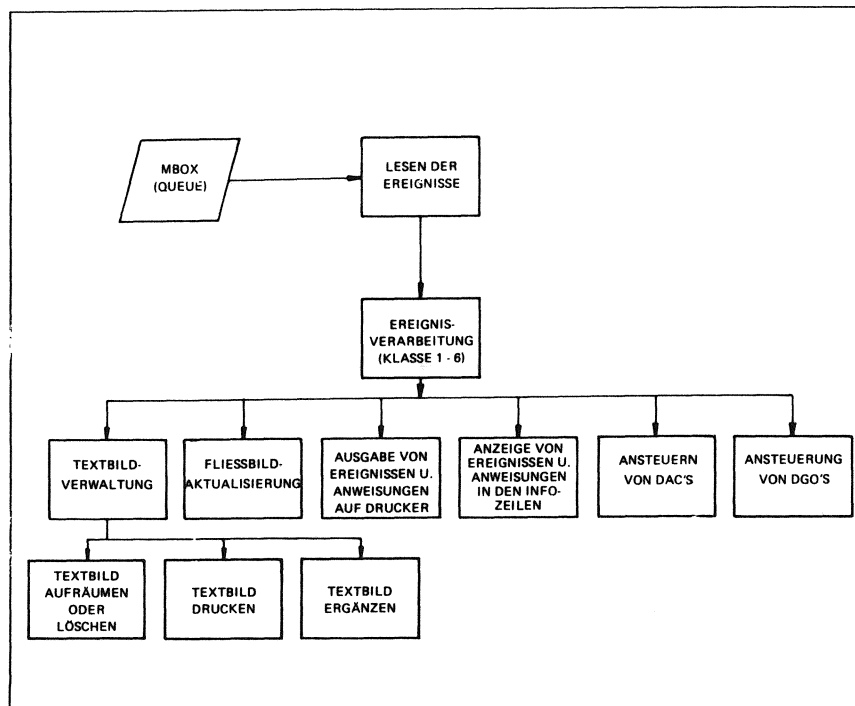 MBOX
(QUEUE)
LESEN DER
EREIGNISSE
EREIGNIS-
VERARBEITUNG
(KLASSE 1 - 6)
TEXTBILD-
VERWALTUNG
FLIESSBILD-
AKTUALISIERUNG
AUSGABE VON
EREIGNISSEN U.
ANWEISUNGEN
AUF DRUCKER
ANZEIGE VON
EREIGNISSEN U.
ANWEISUNGEN
IN DEN INFO-
ZEILEN
ANSTEUERN
VON DAC'S
ANSTEUERUNG
VON DGO'S
TEXTBILD
AUFRÄUMEN
ODER
LÖSCHEN
TEXTBILD
DRUCKEN
TEXTBILD
ERGÄNZEN